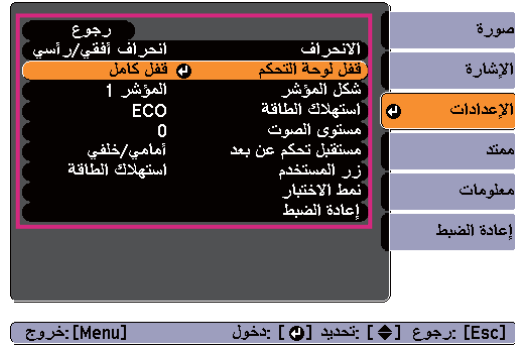 صورة
الإشارة
الإعدادات
ممتد
معلومات
إعادة الضبط
رجوع
الانحراف انحراف أفقي/رأسي
قفل لوحة التحكم قفل كامل
شكل المؤشر المؤشر 1
استهلاك الطاقة ECO
مستوى الصوت 0
مستقبل تحكم عن بعد أمامي/خلفي
زر المستخدم استهلاك الطاقة
نمط الاختبار
إعادة الضبط
[Esc] :رجوع [ ] :تحديد [ ] :دخول [Menu] :خروج